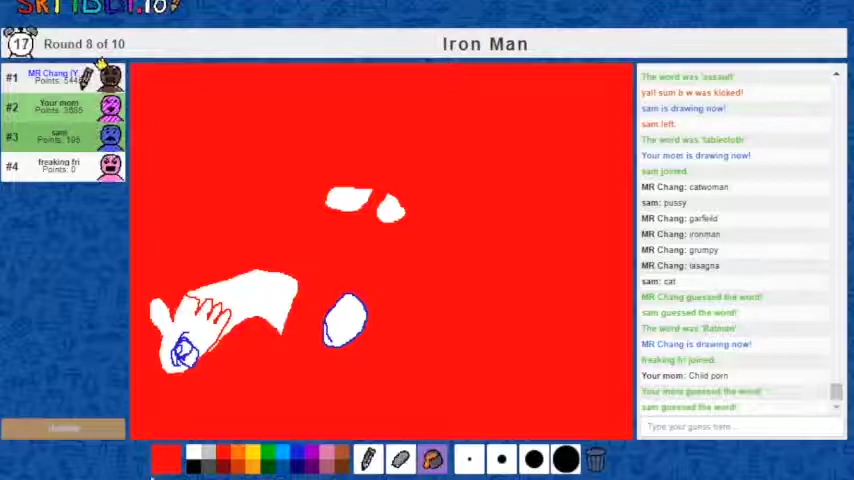 SKRIBBL.io
17
Round 8 of 10
Iron Man
#1
MR Chang (Y
#2
Your mom
#3
sam
Points: 195
#4
freaking fri
Points: 0
The word was 'assault'
yall sum b w was kicked!
sam is drawing now!
sam left.
The word was 'tablecloth'
Your mom is drawing now!
sam joined.
MR Chang: catwoman
sam: pussy
MR Chang: garfeild
MR Chang: ironman
MR Chang: grumpy
MR Chang: lasagna
sam: cat
MR Chang guessed the word!
sam guessed the word!
The word was 'Batman'
MR Chang is drawing now!
freaking fri joined.
Your mom: Child porn
Your mom guessed the word!
sam guessed the word!
Type your guess here...